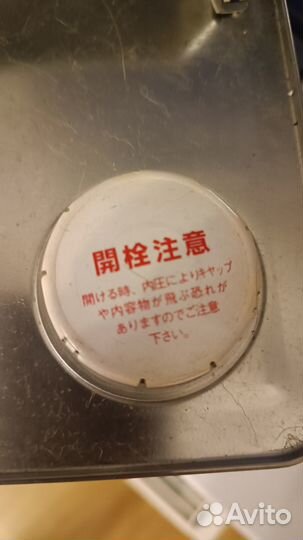 開栓注意
開ける時、内圧によりキャップ
や内容物が飛ぶ恐れが
ありますのでご注意
下さい。
Avito